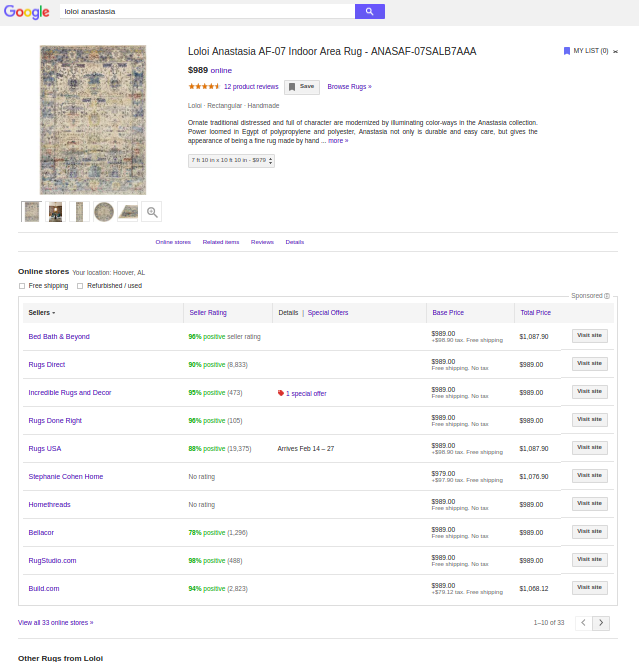 Google
loloi anastasia
Loloi Anastasia AF-07 Indoor Area Rug - ANASAF-07SALB7AAA
MY LIST (0)
$989 online
12 product reviews
Save
Browse Rugs »
Loloi · Rectangular · Handmade
Ornate traditional distressed and full of character are modernized by illuminating color-ways in the Anastasia collection.
Power loomed in Egypt of polypropylene and polyester, Anastasia not only is durable and easy care, but gives the
appearance of being a fine rug made by hand ... more »
7 ft 10 in x 10 ft 10 in - $979
Online stores Related items Reviews Details
Online stores Your location: Hoover, AL
Free shipping Refurbished / used
Sponsored
Sellers Seller Rating Details | Special Offers Base Price Total Price
Bed Bath & Beyond 96% positive seller rating $989.00 $1,087.90 Visit site
+$98.90 tax. Free shipping
Rugs Direct 90% positive (8,833) $989.00 $989.00 Visit site
Free shipping. No tax
Incredible Rugs and Decor 95% positive (473) 1 special offer $989.00 $989.00 Visit site
Free shipping. No tax
Rugs Done Right 96% positive (105) $989.00 $989.00 Visit site
Free shipping. No tax
Rugs USA 88% positive (19,375) Arrives Feb 14 – 27 $989.00 $1,087.90 Visit site
+$98.90 tax. Free shipping
Stephanie Cohen Home No rating $979.00 $1,076.90 Visit site
+$97.90 tax. Free shipping
Homethreads No rating $989.00 $989.00 Visit site
Free shipping. No tax
Bellacor 78% positive (1,296) $989.00 $989.00 Visit site
Free shipping. No tax
RugStudio.com 98% positive (488) $989.00 $989.00 Visit site
Free shipping. No tax
Build.com 94% positive (2,823) $989.00 $1,068.12 Visit site
+$79.12 tax. Free shipping
View all 33 online stores »
1–10 of 33
Other Rugs from Loloi